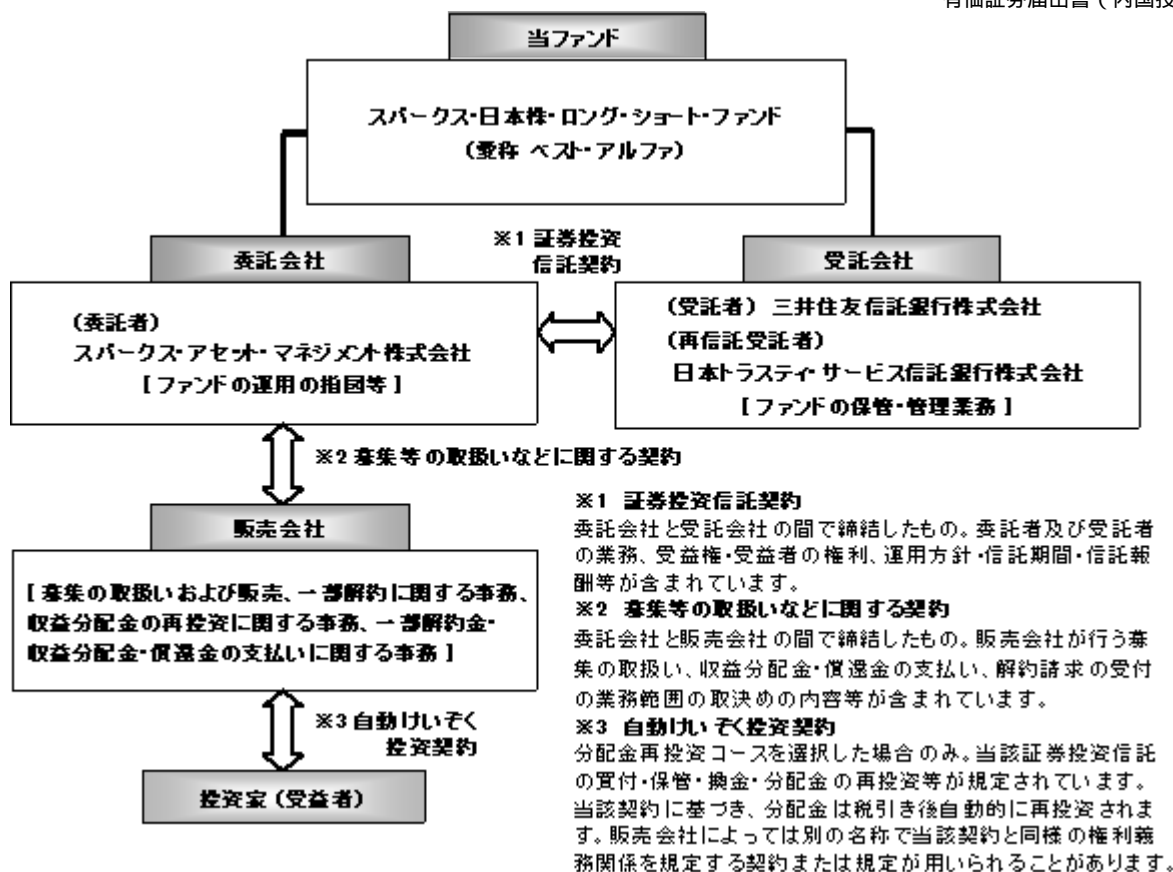 有価証券届出書（内国投
当ファンド
スパークス・日本株・ロング・ショート・ファンド
（愛称 ベスト・アルファ）
※1 証券投資
信託契約
委託会社
受託会社
（委託者）
スパークス・アセット・マネジメント株式会社
［ファンドの運用の指図等］
（受託者） 三井住友信託銀行株式会社
（再信託受託者）
日本トラスティ・サービス信託銀行株式会社
［ファンドの保管・管理業務］
※2 募集等の取扱いなどに関する契約
販売会社
［募集の取扱いおよび販売、一部解約に関する事務、
収益分配金の再投資に関する事務、一部解約金・
収益分配金・償還金の支払いに関する事務］
※3 自動けいぞく
投資契約
投資家（受益者）
※1 証券投資信託契約
委託会社と受託会社の間で締結したもの。委託者及び受託者
の業務、受益権・受益者の権利、運用方針・信託期間・信託報
酬等が含まれています。
※2 募集等の取扱いなどに関する契約
委託会社と販売会社の間で締結したもの。販売会社が行う募
集の取扱い、収益分配金・償還金の支払い、解約請求の受付
の業務範囲の取決めの内容等が含まれています。
※3 自動けいぞく投資契約
分配金再投資コースを選択した場合のみ。当該証券投資信託
の買付・保管・換金・分配金の再投資等が規定されています。
当該契約に基づき、分配金は税引き後自動的に再投資されま
す。販売会社によっては別の名称で当該契約と同様の権利義
務関係を規定する契約または規定が用いられることがあります。